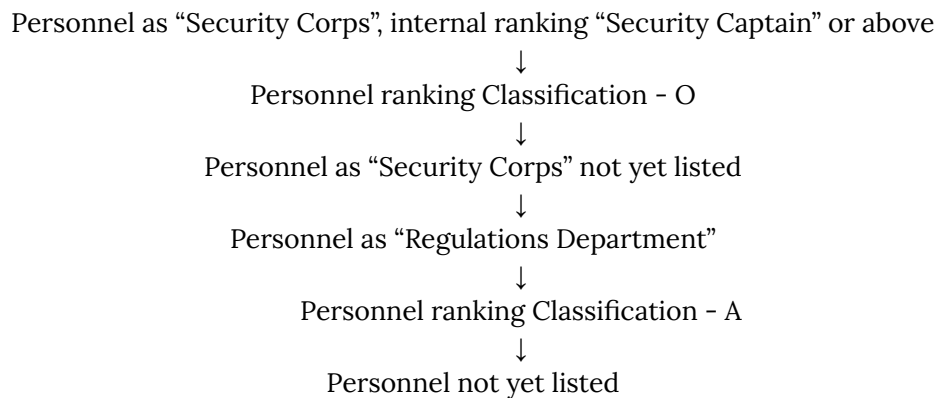 Personnel as “Security Corps”, internal ranking “Security Captain” or above
↓
Personnel ranking Classification - O
↓
Personnel as “Security Corps” not yet listed
↓
Personnel as “Regulations Department”
↓
Personnel ranking Classification - A
↓
Personnel not yet listed